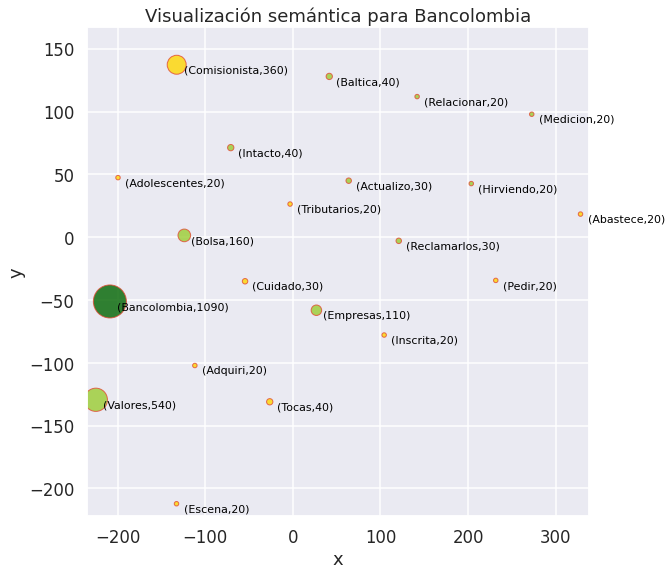 Visualización semántica para Bancolombia
150
100
50
0
−50
−100
−150
−200
y
(Comisionista,360)
(Baltica,40)
(Relacionar,20)
(Medicion,20)
(Intacto,40)
(Adolescentes,20)
(Actualizo,30)
(Hirviendo,20)
(Tributarios,20)
(Abastece,20)
(Bolsa,160)
(Reclamarlos,30)
(Cuidado,30)
(Pedir,20)
(Bancolombia,1090)
(Empresas,110)
(Inscrita,20)
(Adquiri,20)
(Valores,540)
(Tocas,40)
(Escena,20)
−200
−100
0
100
200
300
x